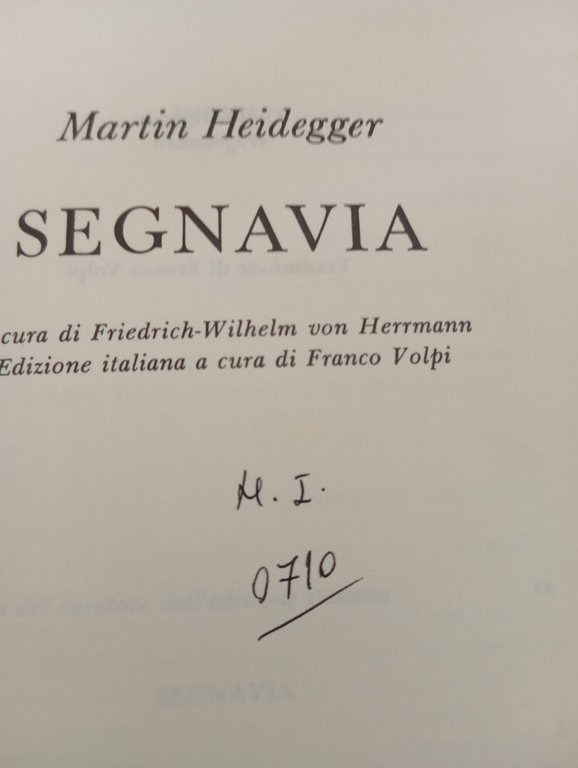 Martin Heidegger
SEGNAVIA
cura di Friedrich-Wilhelm von Herrmann
Edizione italiana a cura di Franco Volpi
M. I.
0710